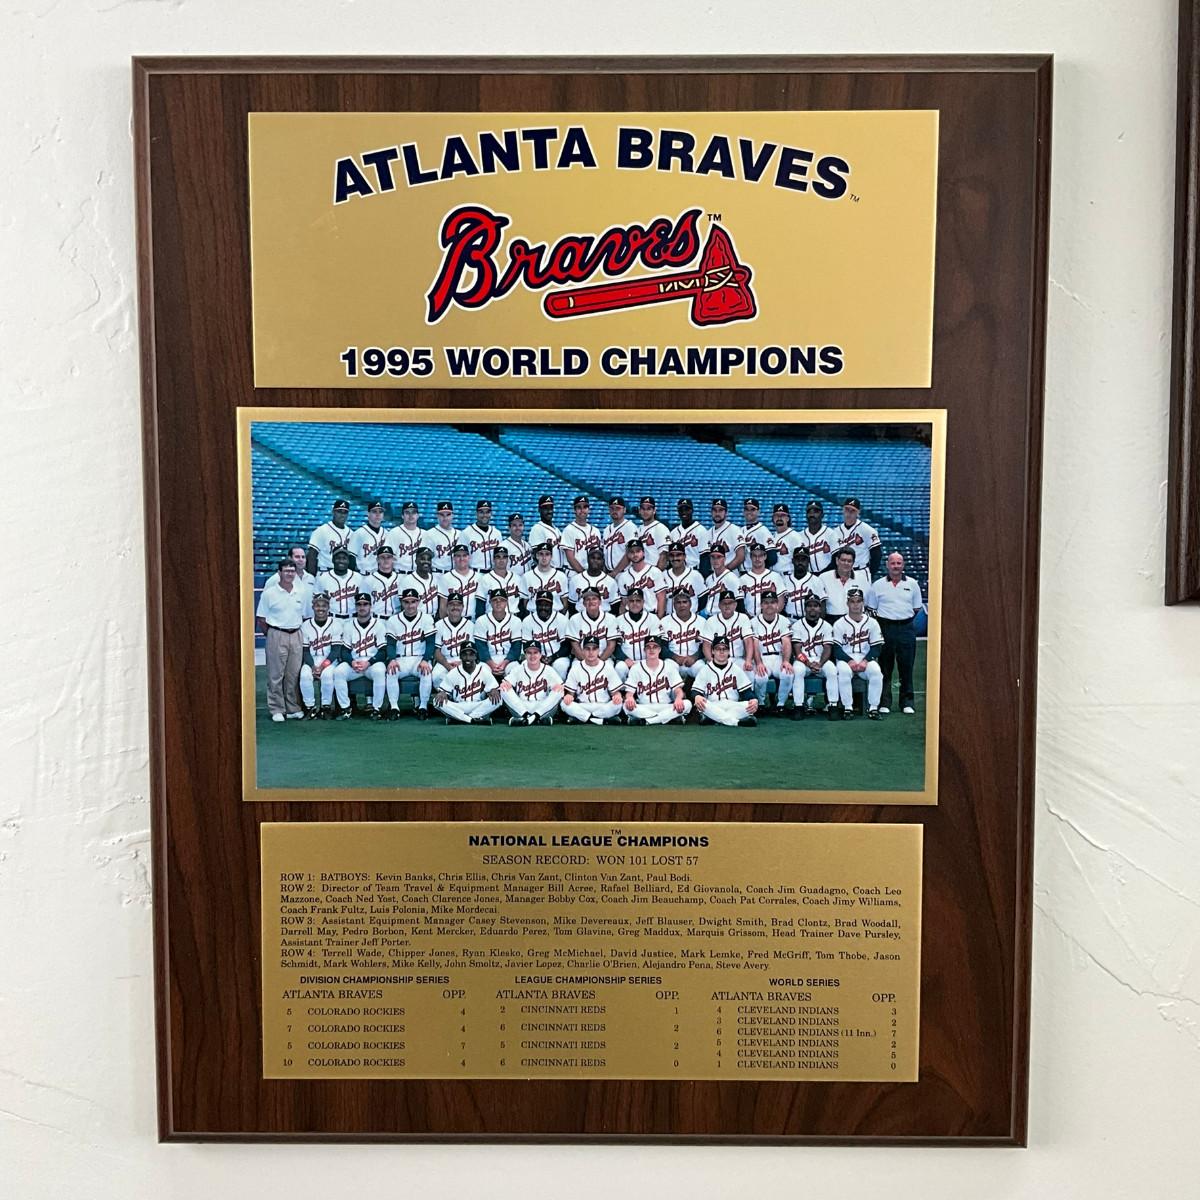 ATLANTA BRAVES™
Braves™
1995 WORLD CHAMPIONS
NATIONAL LEAGUE™ CHAMPIONS
SEASON RECORD: WON 101 LOST 57
ROW 1: BATBOYS: Kevin Banks, Chris Ellis, Chris Van Zant, Clinton Van Zant, Paul Bodi.
ROW 2: Director of Team Travel & Equipment Manager Bill Acree, Rafael Belliard, Ed Giovanola, Coach Jim Guadagno, Coach Leo
Mazzone, Coach Ned Yost, Coach Clarence Jones, Manager Bobby Cox, Coach Jim Beauchamp, Coach Pat Corrales, Coach Jimy Williams,
Coach Frank Fultz, Luis Polonia, Mike Mordecai.
ROW 3: Assistant Equipment Manager Casey Stevenson, Mike Devereaux, Jeff Blauser, Dwight Smith, Brad Clontz, Brad Woodall,
Darrell May, Pedro Borbon, Kent Mercker, Eduardo Perez, Tom Glavine, Greg Maddux, Marquis Grissom, Head Trainer Dave Pursley,
Assistant Trainer Jeff Porter.
ROW 4: Terrell Wade, Chipper Jones, Ryan Klesko, Greg McMichael, David Justice, Mark Lemke, Fred McGriff, Tom Thobe, Jason
Schmidt, Mark Wohlers, Mike Kelly, John Smoltz, Javier Lopez, Charlie O'Brien, Alejandro Pena, Steve Avery.
DIVISION CHAMPIONSHIP SERIES
ATLANTA BRAVES OPP.
5 COLORADO ROCKIES 4
7 COLORADO ROCKIES 4
5 COLORADO ROCKIES 7
10 COLORADO ROCKIES 4
LEAGUE CHAMPIONSHIP SERIES
ATLANTA BRAVES OPP.
2 CINCINNATI REDS 1
6 CINCINNATI REDS 2
5 CINCINNATI REDS 2
6 CINCINNATI REDS 0
WORLD SERIES
ATLANTA BRAVES OPP.
4 CLEVELAND INDIANS 3
3 CLEVELAND INDIANS 2
6 CLEVELAND INDIANS (11 Inn.) 7
5 CLEVELAND INDIANS 2
4 CLEVELAND INDIANS 5
1 CLEVELAND INDIANS 0